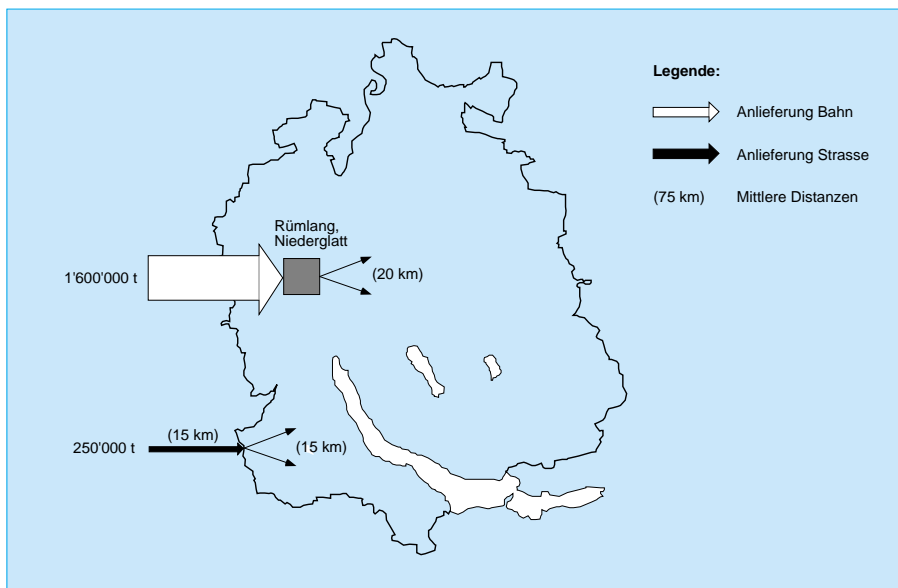 Legende:
Anlieferung Bahn
Anlieferung Strasse
(75 km) Mittlere Distanzen
Rümlang,
Niederglatt
1'600'000 t
(20 km)
250'000 t
(15 km)
(15 km)